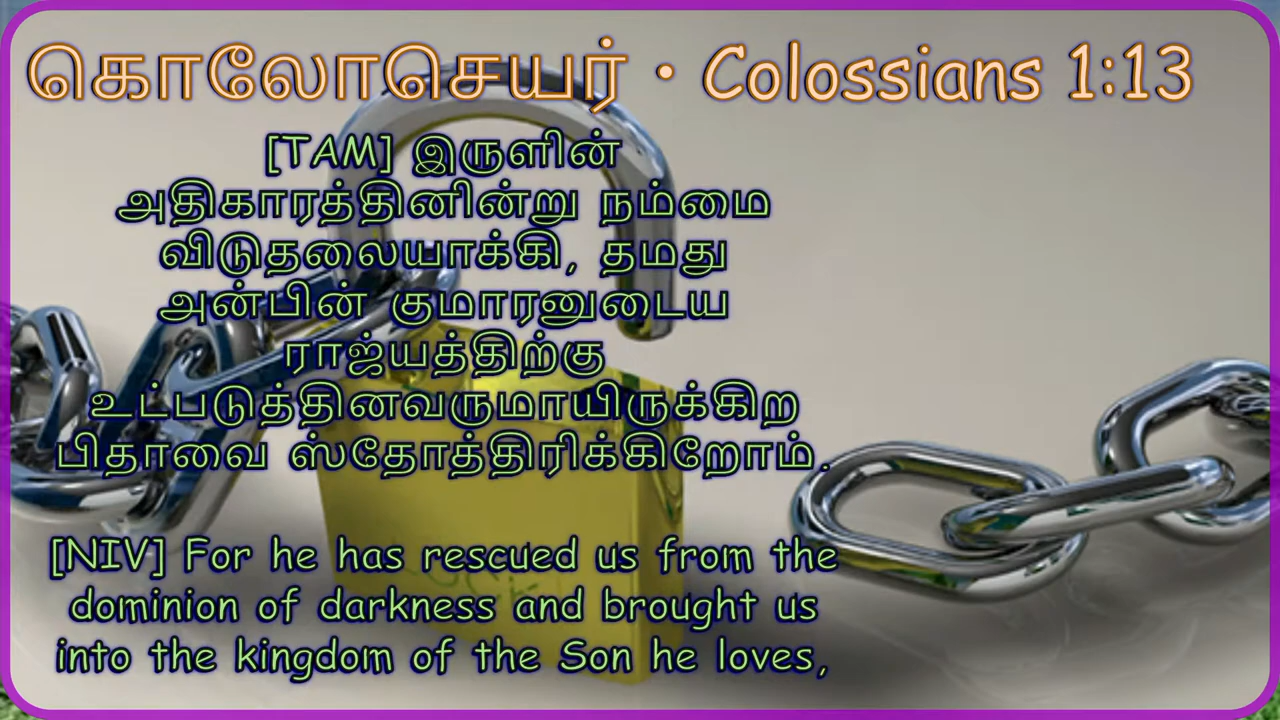 கொலோசெயர் • Colossians 1:13
[TAM] இருளின்
அதிகாரத்தினின்று நம்மை
விடுதலையாக்கி, தமது
அன்பின் குமாரனுடைய
ராஜ்யத்திற்கு
உட்படுத்தினவருமாயிருக்கிற
பிதாவை ஸ்தோத்திரிக்கிறோம்.
[NIV] For he has rescued us from the
dominion of darkness and brought us
into the kingdom of the Son he loves,